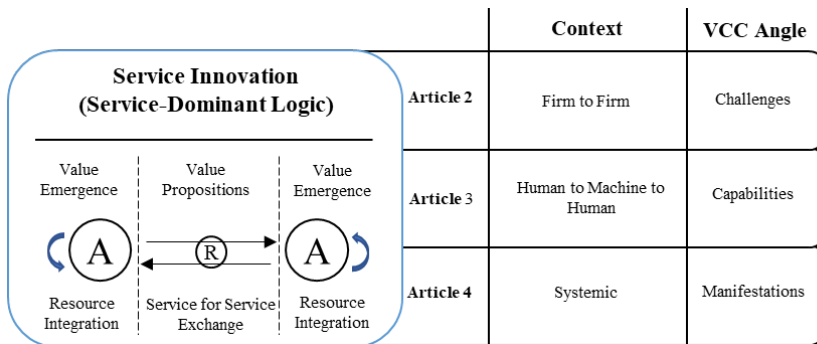 Context
VCC Angle
Service Innovation
(Service-Dominant Logic)
Value
Emergence
Value
Propositions
Value
Emergence
A
R
A
Resource
Integration
Service for Service
Exchange
Resource
Integration
Article 2
Firm to Firm
Challenges
Article 3
Human to Machine to
Human
Capabilities
Article 4
Systemic
Manifestations